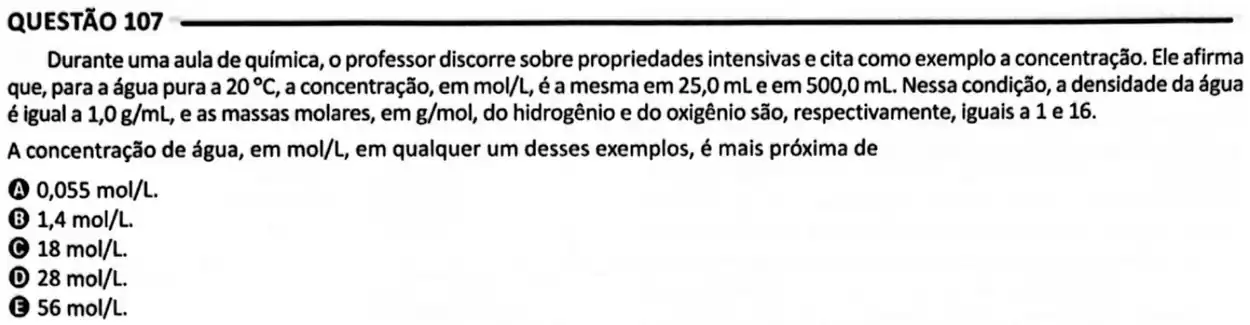 QUESTÃO 107
Durante uma aula de química, o professor discorre sobre propriedades intensivas e cita como exemplo a concentração. Ele afirma
que, para a água pura a 20 °C, a concentração, em mol/L, é a mesma em 25,0 mL e em 500,0 mL. Nessa condição, a densidade da água
é igual a 1,0 g/mL, e as massas molares, em g/mol, do hidrogênio e do oxigênio são, respectivamente, iguais a 1 e 16.
A concentração de água, em mol/L, em qualquer um desses exemplos, é mais próxima de
A 0,055 mol/L.
B 1,4 mol/L.
C 18 mol/L.
D 28 mol/L.
E 56 mol/L.